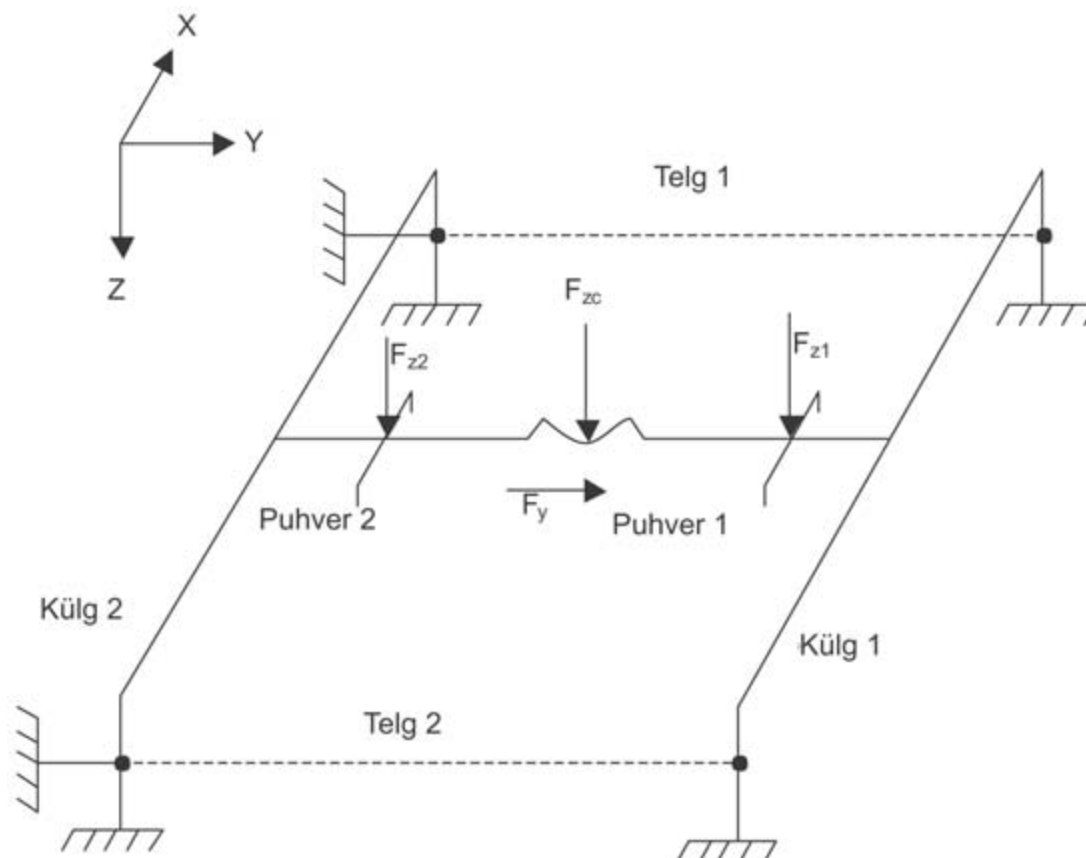 X
Y
Z
Telg 1
F_zc
F_z2
F_z1
F_y
Puhver 2
Puhver 1
Külg 2
Külg 1
Telg 2